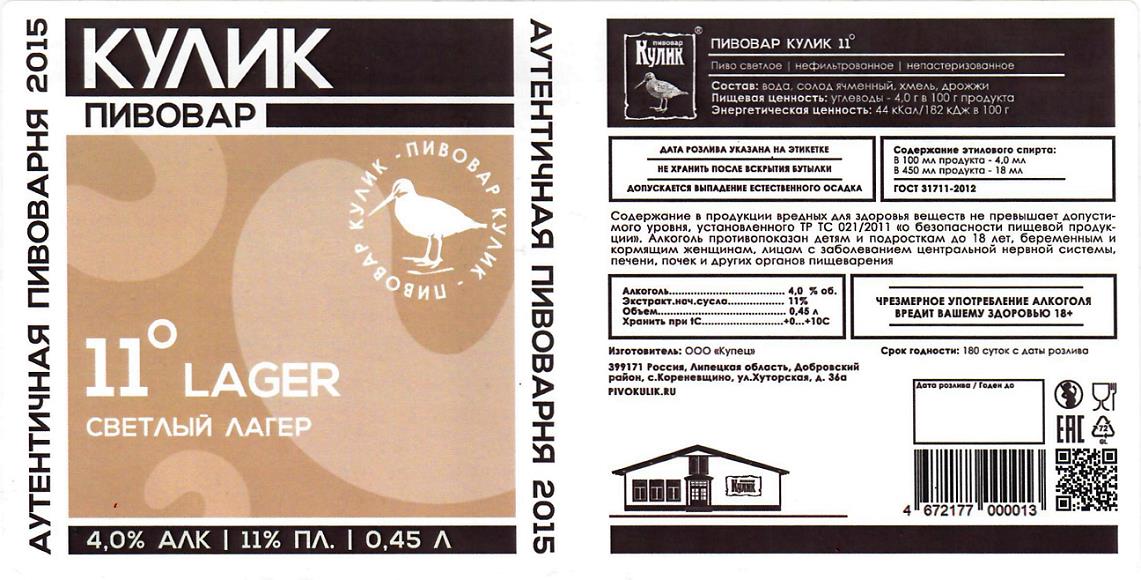 АУТЕНТИЧНАЯ ПИВОВАРНЯ 2015
КУЛИК
ПИВОВАР
ПИВОВАР КУЛИК - ПИВОВАР КУЛИК -
11° LAGER
СВЕТЛЫЙ ЛАГЕР
4,0% АЛК | 11% ПЛ. | 0,45 Л
АУТЕНТИЧНАЯ ПИВОВАРНЯ 2015
пивовар
Кулик
®
ПИВОВАР КУЛИК 11°
Пиво светлое | нефильтрованное | непастеризованное
Состав: вода, солод ячменный, хмель, дрожжи
Пищевая ценность: углеводы - 4,0 г в 100 г продукта
Энергетическая ценность: 44 кКал/182 кДж в 100 г
ДАТА РОЗЛИВА УКАЗАНА НА ЭТИКЕТКЕ
НЕ ХРАНИТЬ ПОСЛЕ ВСКРЫТИЯ БУТЫЛКИ
ДОПУСКАЕТСЯ ВЫПАДЕНИЕ ЕСТЕСТВЕННОГО ОСАДКА
Содержание этилового спирта:
В 100 мл продукта - 4,0 мл
В 450 мл продукта - 18 мл
ГОСТ 31711-2012
Содержание в продукции вредных для здоровья веществ не превышает допусти-
мого уровня, установленного ТР ТС 021/2011 «о безопасности пищевой продук-
ции». Алкоголь противопоказан детям и подросткам до 18 лет, беременным и
кормящим женщинам, лицам с заболеванием центральной нервной системы,
печени, почек и других органов пищеварения
Алкоголь................................ 4,0 % об.
Экстракт.нач.сусла.............. 11%
Объем.................................... 0,45 л
Хранить при tC.....................+0...+10С
ЧРЕЗМЕРНОЕ УПОТРЕБЛЕНИЕ АЛКОГОЛЯ
ВРЕДИТ ВАШЕМУ ЗДОРОВЬЮ 18+
Изготовитель: ООО «Купец»
399171 Россия, Липецкая область, Добровский
район, с.Кореневщино, ул.Хуторская, д. 36а
PIVOKULIK.RU
Срок годности: 180 суток с даты розлива
Дата розлива / Годен до
EAC
72
GL
Кулик
4 672177 000013